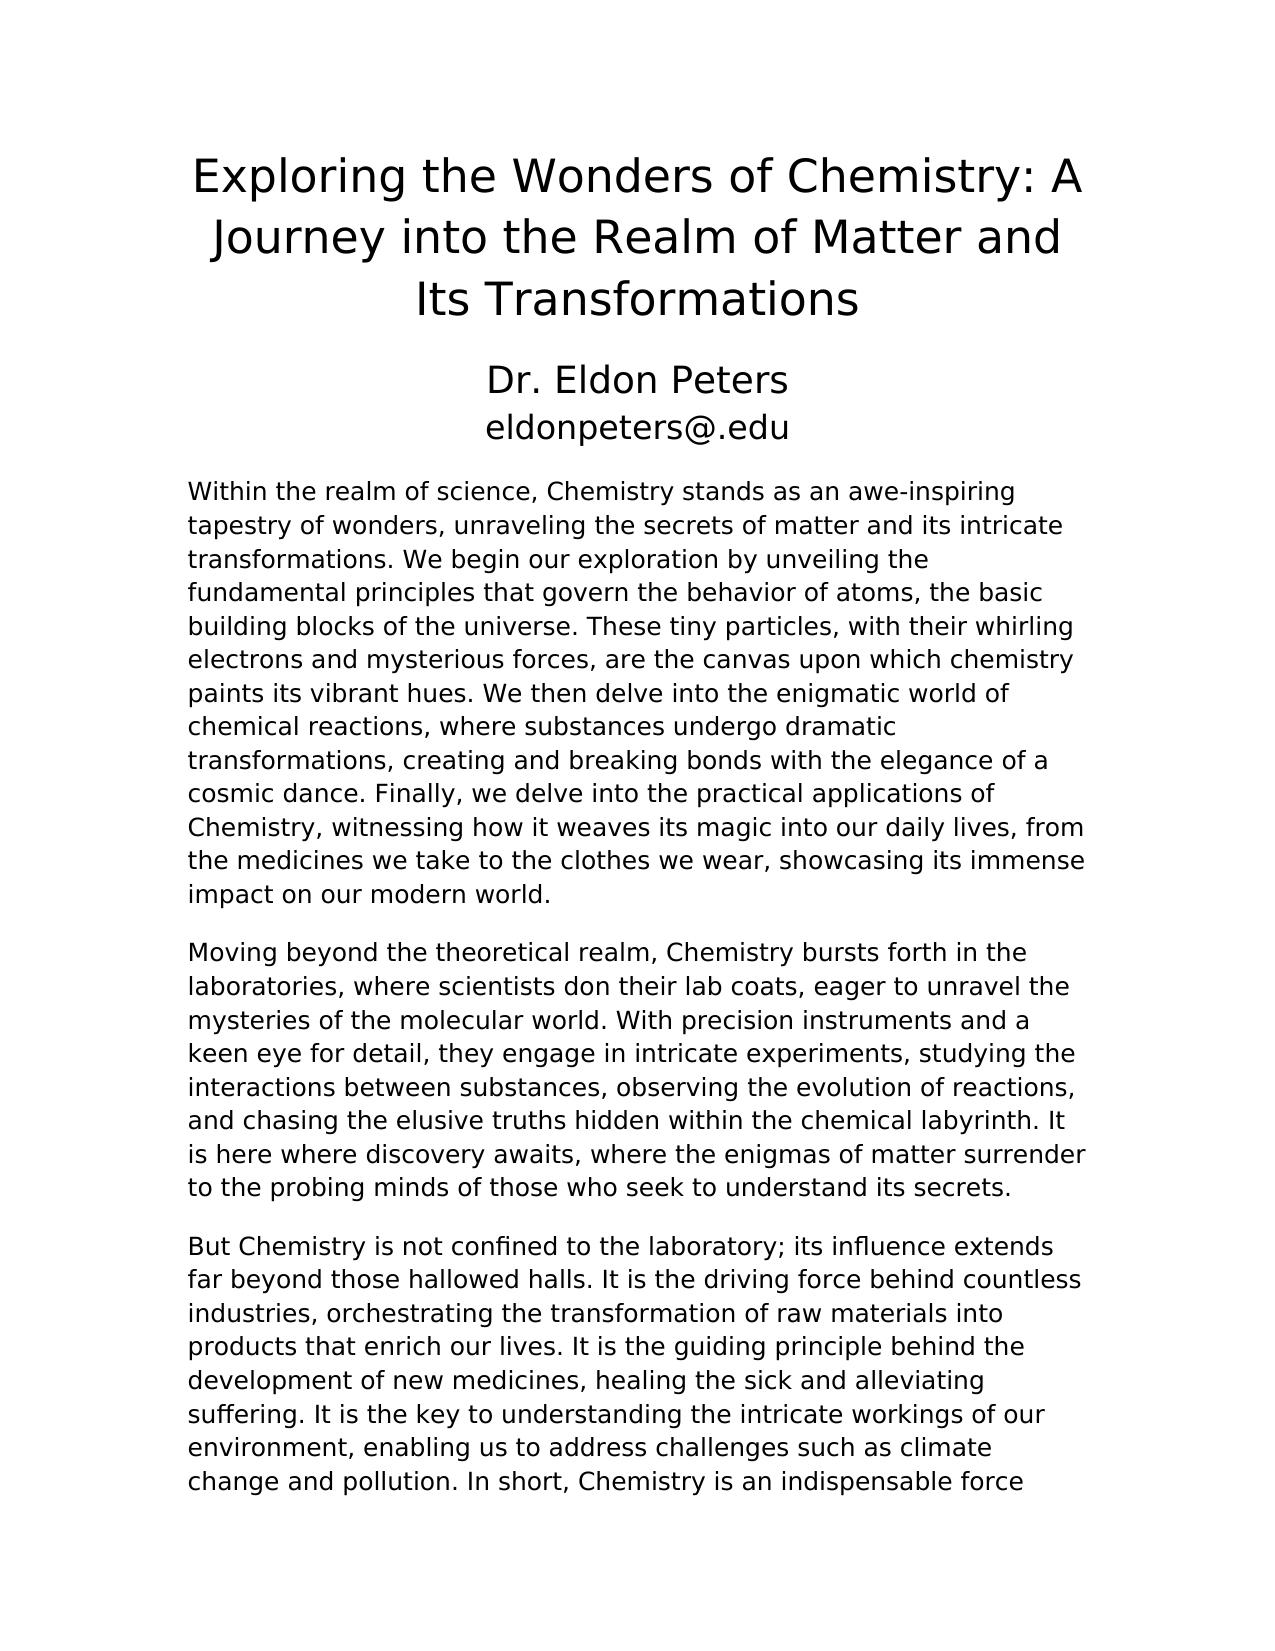 Exploring the Wonders of Chemistry: A
Journey into the Realm of Matter and
Its Transformations
Dr. Eldon Peters
eldonpeters@.edu
Within the realm of science, Chemistry stands as an awe-inspiring
tapestry of wonders, unraveling the secrets of matter and its intricate
transformations. We begin our exploration by unveiling the
fundamental principles that govern the behavior of atoms, the basic
building blocks of the universe. These tiny particles, with their whirling
electrons and mysterious forces, are the canvas upon which chemistry
paints its vibrant hues. We then delve into the enigmatic world of
chemical reactions, where substances undergo dramatic
transformations, creating and breaking bonds with the elegance of a
cosmic dance. Finally, we delve into the practical applications of
Chemistry, witnessing how it weaves its magic into our daily lives, from
the medicines we take to the clothes we wear, showcasing its immense
impact on our modern world.
Moving beyond the theoretical realm, Chemistry bursts forth in the
laboratories, where scientists don their lab coats, eager to unravel the
mysteries of the molecular world. With precision instruments and a
keen eye for detail, they engage in intricate experiments, studying the
interactions between substances, observing the evolution of reactions,
and chasing the elusive truths hidden within the chemical labyrinth. It
is here where discovery awaits, where the enigmas of matter surrender
to the probing minds of those who seek to understand its secrets.
But Chemistry is not confined to the laboratory; its influence extends
far beyond those hallowed halls. It is the driving force behind countless
industries, orchestrating the transformation of raw materials into
products that enrich our lives. It is the guiding principle behind the
development of new medicines, healing the sick and alleviating
suffering. It is the key to understanding the intricate workings of our
environment, enabling us to address challenges such as climate
change and pollution. In short, Chemistry is an indispensable force